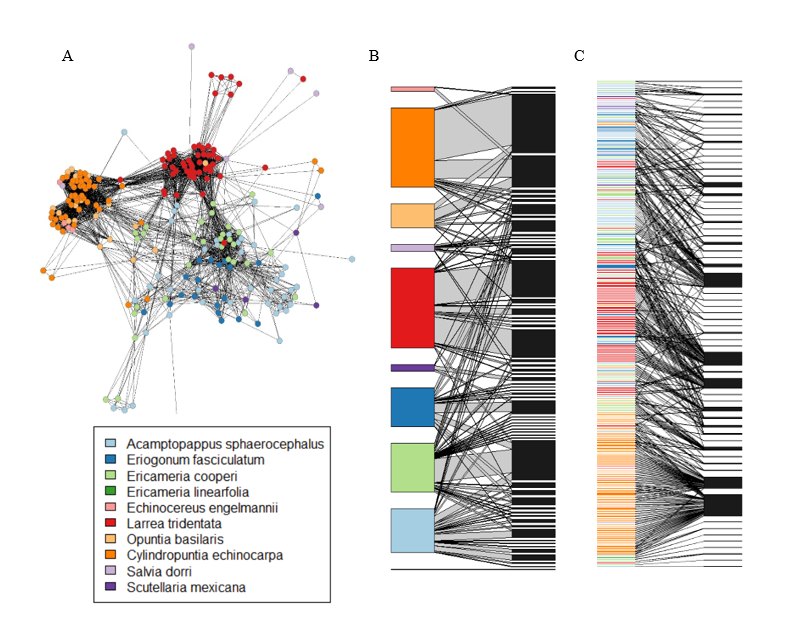 A
B
C
Acamptopappus sphaerocephalus
Eriogonum fasciculatum
Ericameria cooperi
Ericameria linearfolia
Echinocereus engelmannii
Larrea tridentata
Opuntia basilaris
Cylindropuntia echinocarpa
Salvia dorri
Scutellaria mexicana